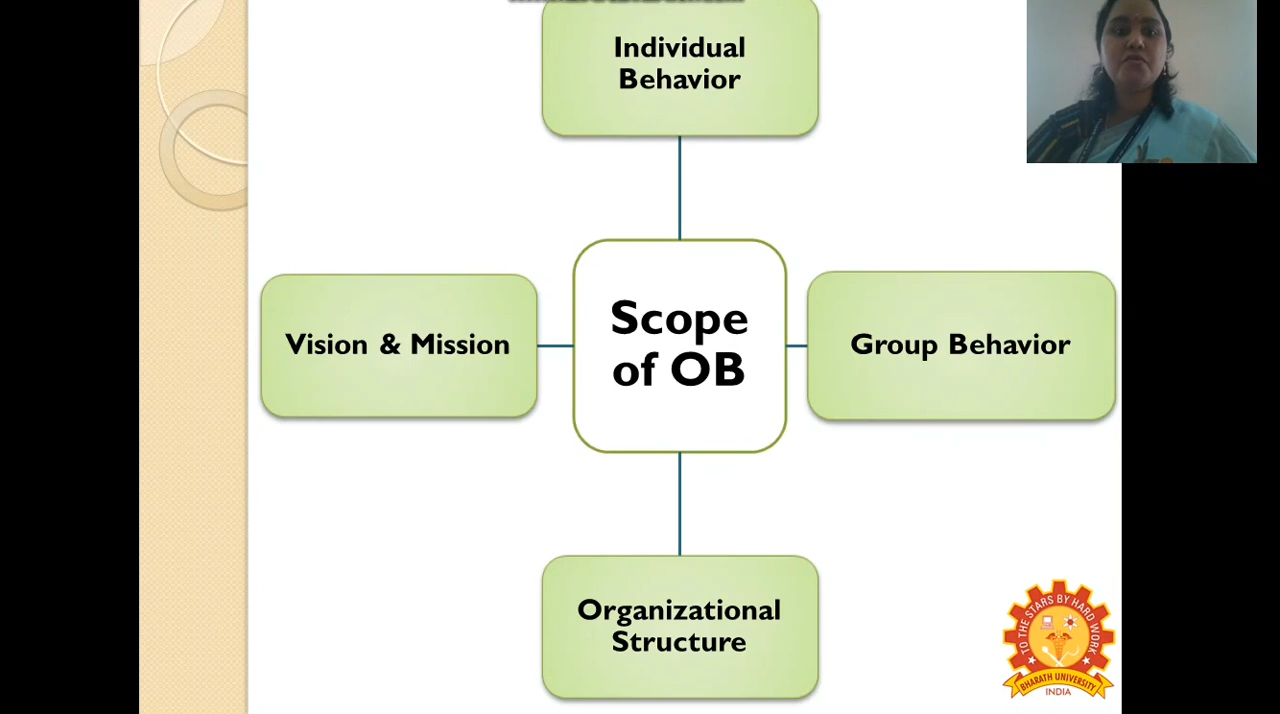 Individual
Behavior
Vision & Mission
Scope
of OB
Group Behavior
Organizational
Structure
TO THE STARS BY HARD WORK
BHARATH UNIVERSITY
INDIA